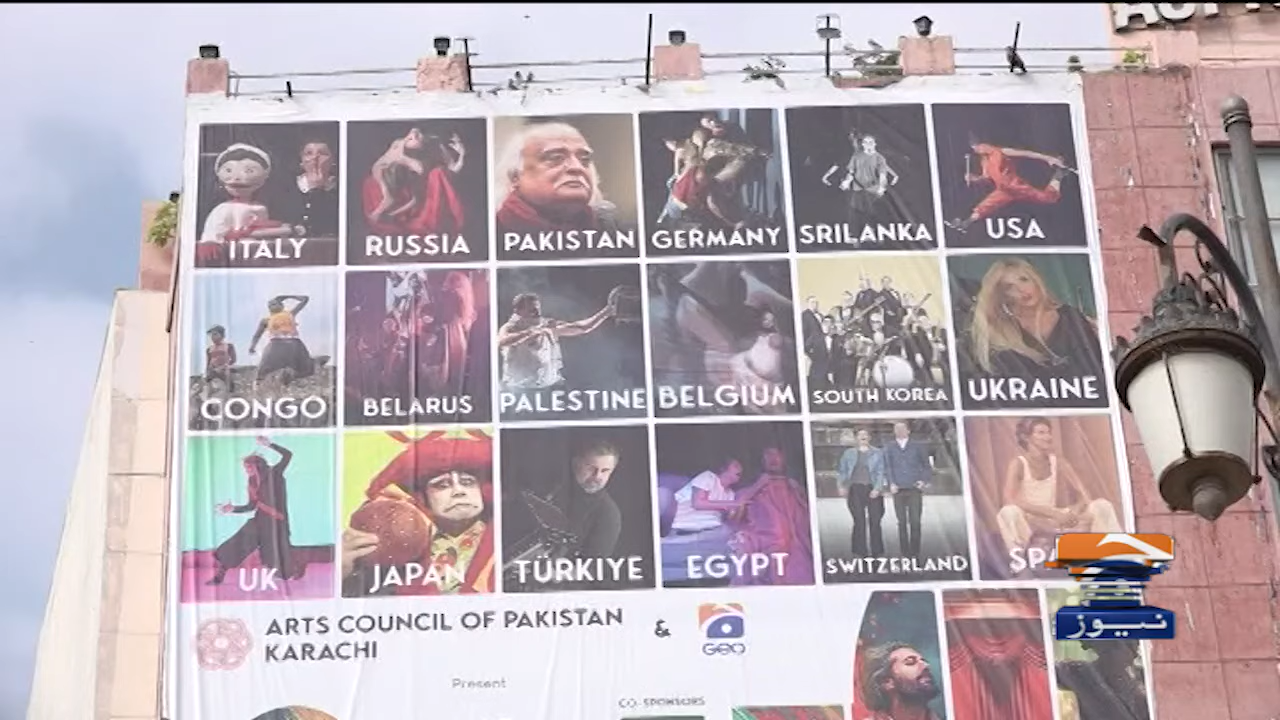 ITALY RUSSIA PAKISTAN GERMANY SRILANKA USA
CONGO BELARUS PALESTINE BELGIUM SOUTH KOREA UKRAINE
UK JAPAN TÜRKIYE EGYPT SWITZERLAND
ARTS COUNCIL OF PAKISTAN
KARACHI
&
GEO
Present
CO-SPONSORS
نیوز